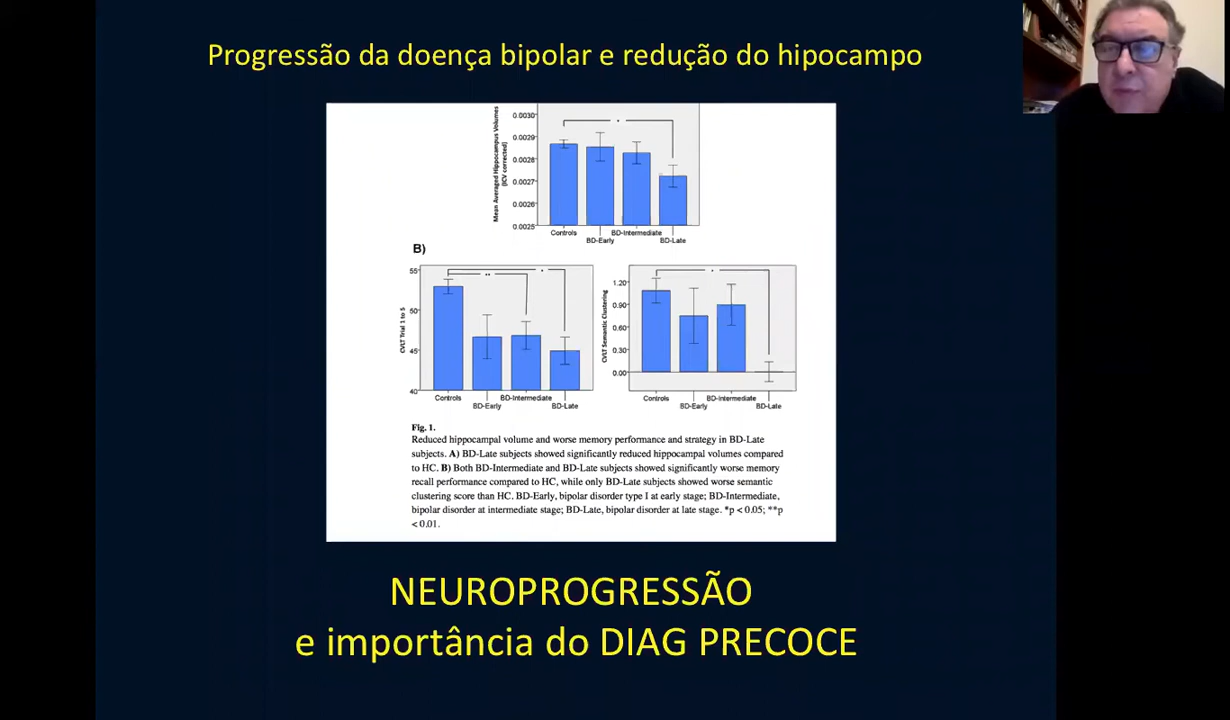 Progressão da doença bipolar e redução do hipocampo
Mean Averaged Hippocampus Volumes
(ICV corrected)
0.0030
0.0029
0.0028
0.0027
0.0026
0.0025
*
Controls
BD-Early
BD-Intermediate
BD-Late
B)
CVLT Trial 1 to 5
55
50
45
40
**
*
Controls
BD-Early
BD-Intermediate
BD-Late
CVLT Semantic Clustering
1.20
0.90
0.60
0.30
0.00
*
Controls
BD-Early
BD-Intermediate
BD-Late
Fig. 1.
Reduced hippocampal volume and worse memory performance and strategy in BD-Late
subjects. A) BD-Late subjects showed significantly reduced hippocampal volumes compared
to HC. B) Both BD-Intermediate and BD-Late subjects showed significantly worse memory
recall performance compared to HC, while only BD-Late subjects showed worse semantic
clustering score than HC. BD-Early, bipolar disorder type I at early stage; BD-Intermediate,
bipolar disorder at intermediate stage; BD-Late, bipolar disorder at late stage. *p < 0.05; **p
< 0.01.
NEUROPROGRESSÃO
e importância do DIAG PRECOCE